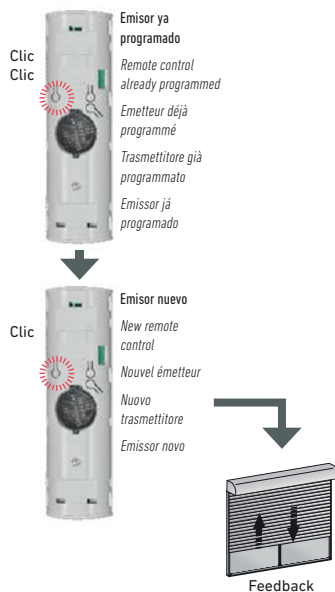 Clic
Clic
Emisor ya
programado
Remote control
already programmed
Emetteur déjà
programmé
Trasmettitore già
programmato
Emissor já
programado
Clic
Emisor nuevo
New remote
control
Nouvel émetteur
Nuovo
trasmettitore
Emissor novo
Feedback